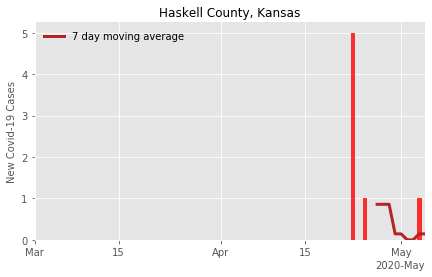 Haskell County, Kansas
7 day moving average
New Covid-19 Cases
5
4
3
2
1
0
Mar 15 Apr 15 May
2020-May